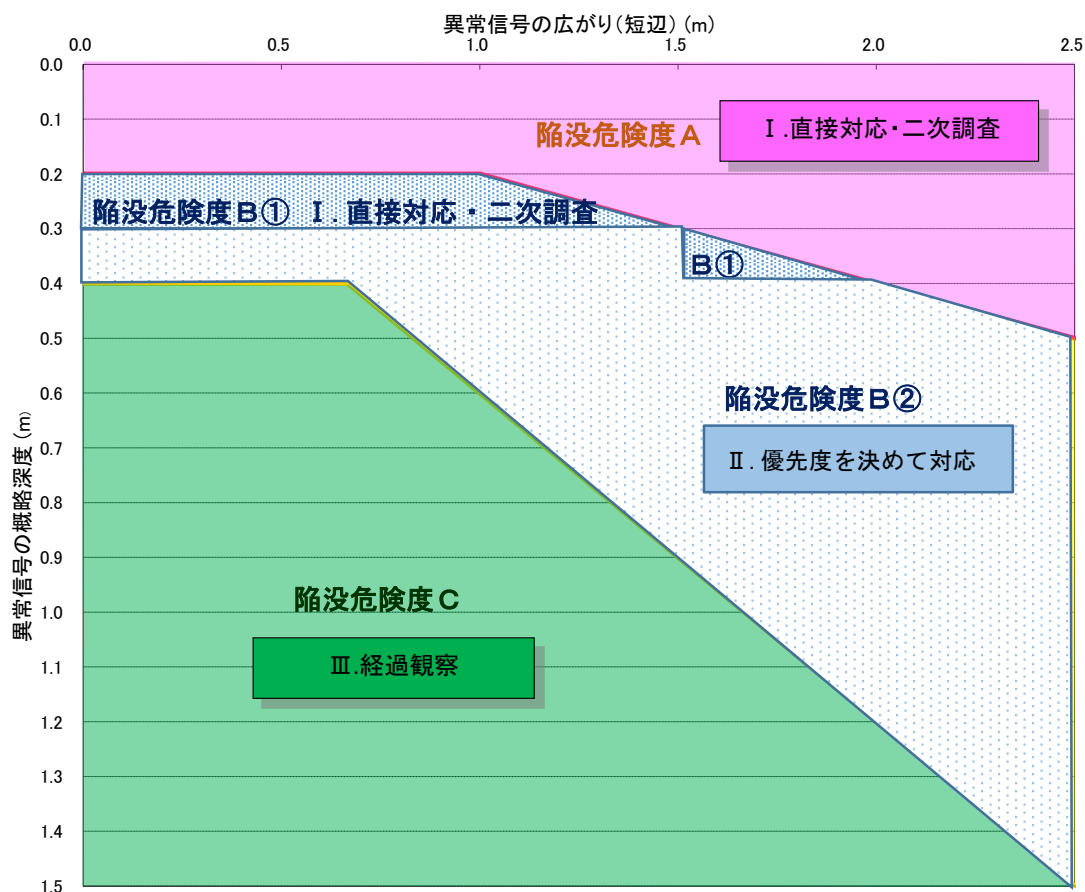 異常信号の広がり(短辺) (m)
0.0 0.5 1.0 1.5 2.0 2.5
0.0
0.1
0.2
0.3
0.4
0.5
0.6
0.7
0.8
0.9
1.0
1.1
1.2
1.3
1.4
1.5
異常信号の概略深度 (m)
陥没危険度A
Ⅰ.直接対応・二次調査
陥没危険度B① Ⅰ.直接対応・二次調査
B①
陥没危険度B②
Ⅱ.優先度を決めて対応
陥没危険度C
Ⅲ.経過観察